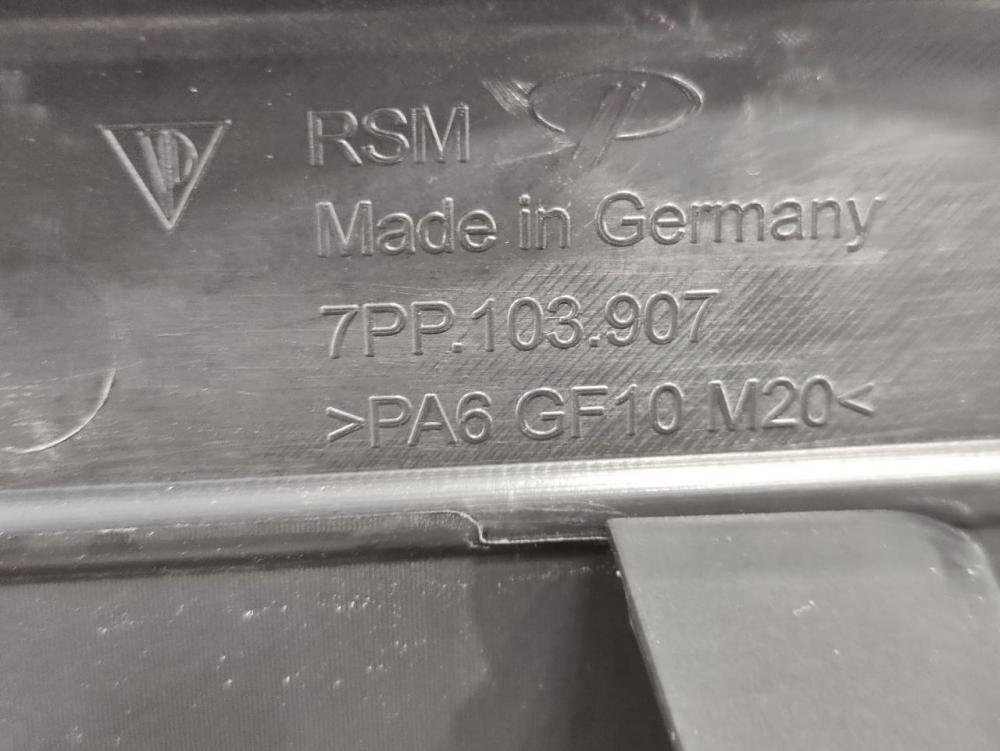 RSM
Made in Germany
7PP.103.907
>PA6 GF10 M20<